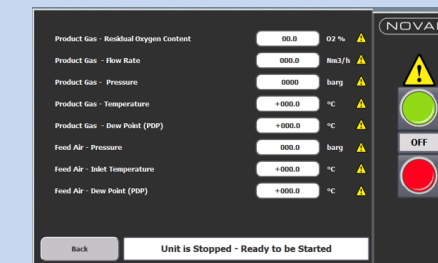 Product Gas - Residual Oxygen Content 00.0 O2 %
Product Gas - Flow Rate 000.0 Nm3/h
Product Gas - Pressure 0000 barg
Product Gas - Temperature +000.0 °C
Product Gas - Dew Point (PDP) +000.0 °C
Feed Air - Pressure 000.0 barg
Feed Air - Inlet Temperature +000.0 °C
Feed Air - Dew Point (PDP) +000.0 °C
NOVA
OFF
Back Unit is Stopped - Ready to be Started